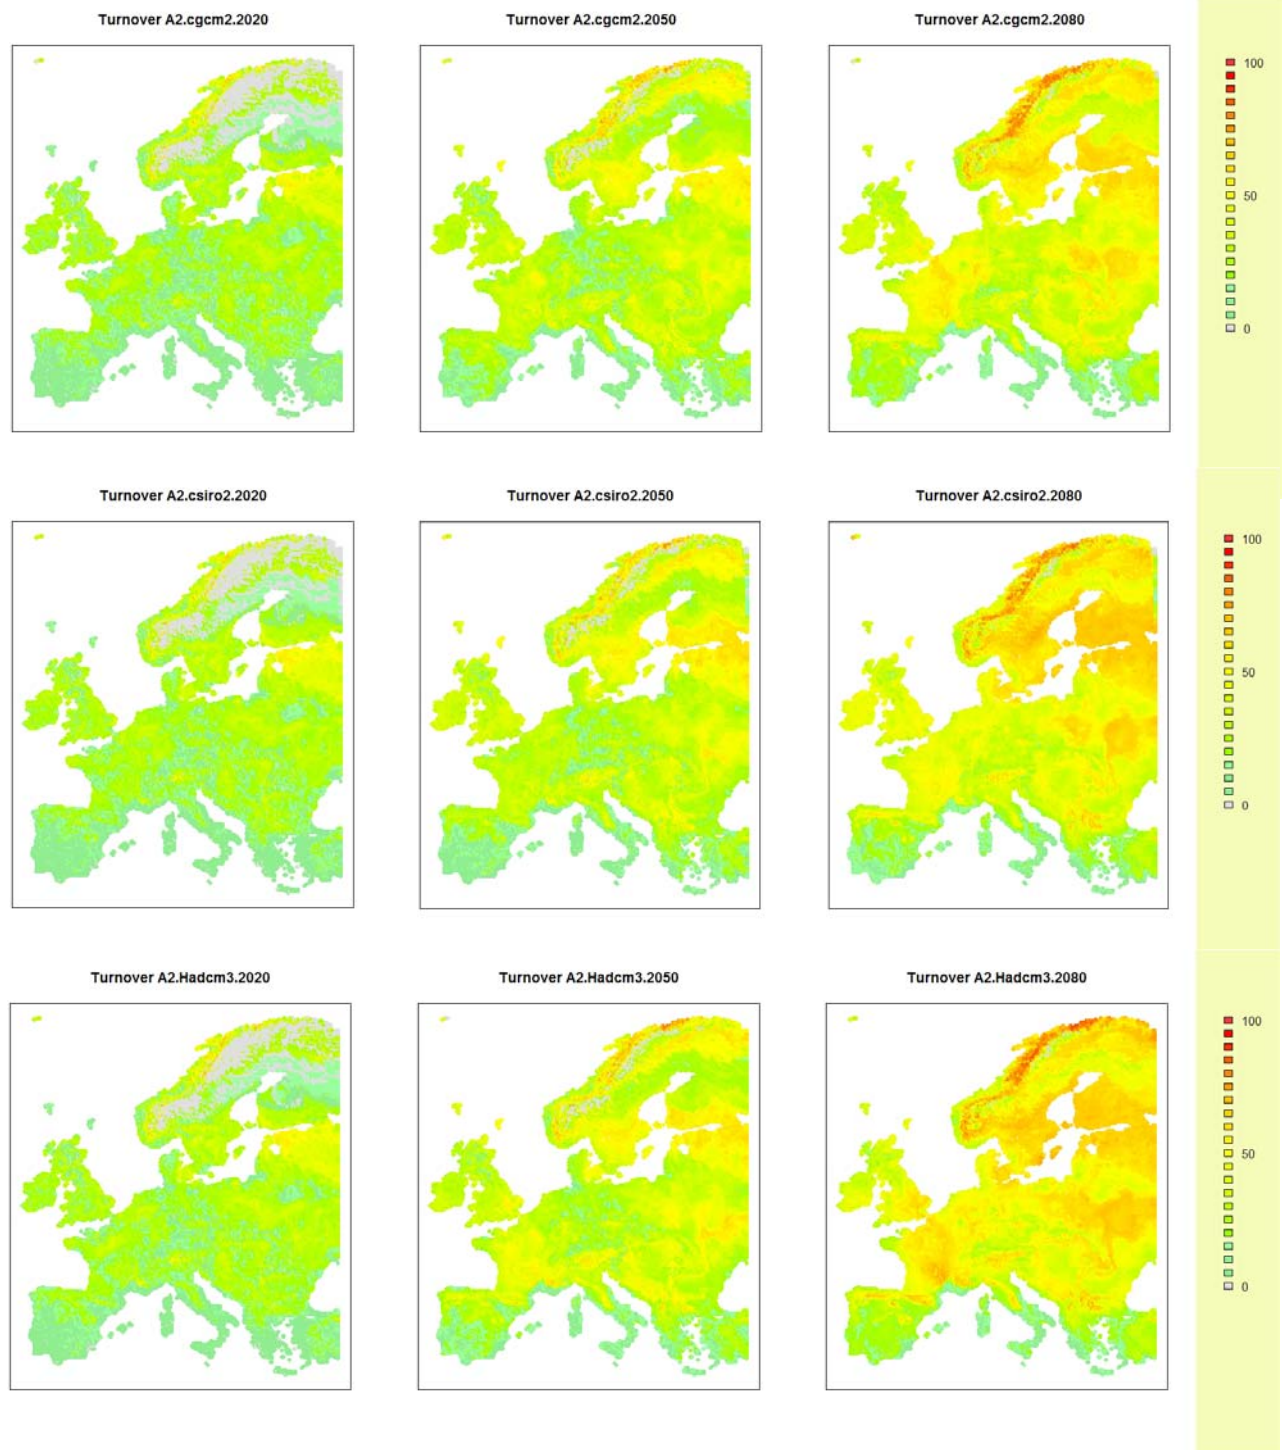 Turnover A2.cgcm2.2020
Turnover A2.cgcm2.2050
Turnover A2.cgcm2.2080
100
50
0
Turnover A2.csiro2.2020
Turnover A2.csiro2.2050
Turnover A2.csiro2.2080
100
50
0
Turnover A2.Hadcm3.2020
Turnover A2.Hadcm3.2050
Turnover A2.Hadcm3.2080
100
50
0